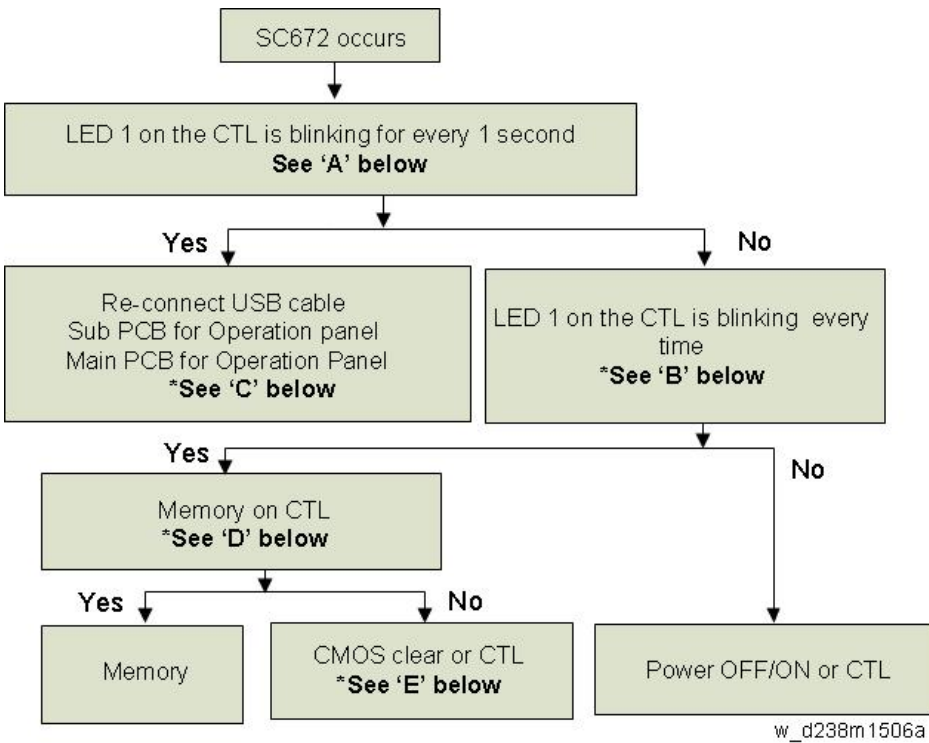 SC672 occurs
LED 1 on the CTL is blinking for every 1 second
See ‘A’ below
Yes
No
Re-connect USB cable
Sub PCB for Operation panel
Main PCB for Operation Panel
*See ‘C’ below
LED 1 on the CTL is blinking every
time
*See ‘B’ below
Yes
No
Memory on CTL
*See ‘D’ below
Yes
No
Memory
CMOS clear or CTL
*See ‘E’ below
Power OFF/ON or CTL
w_d238m1506a